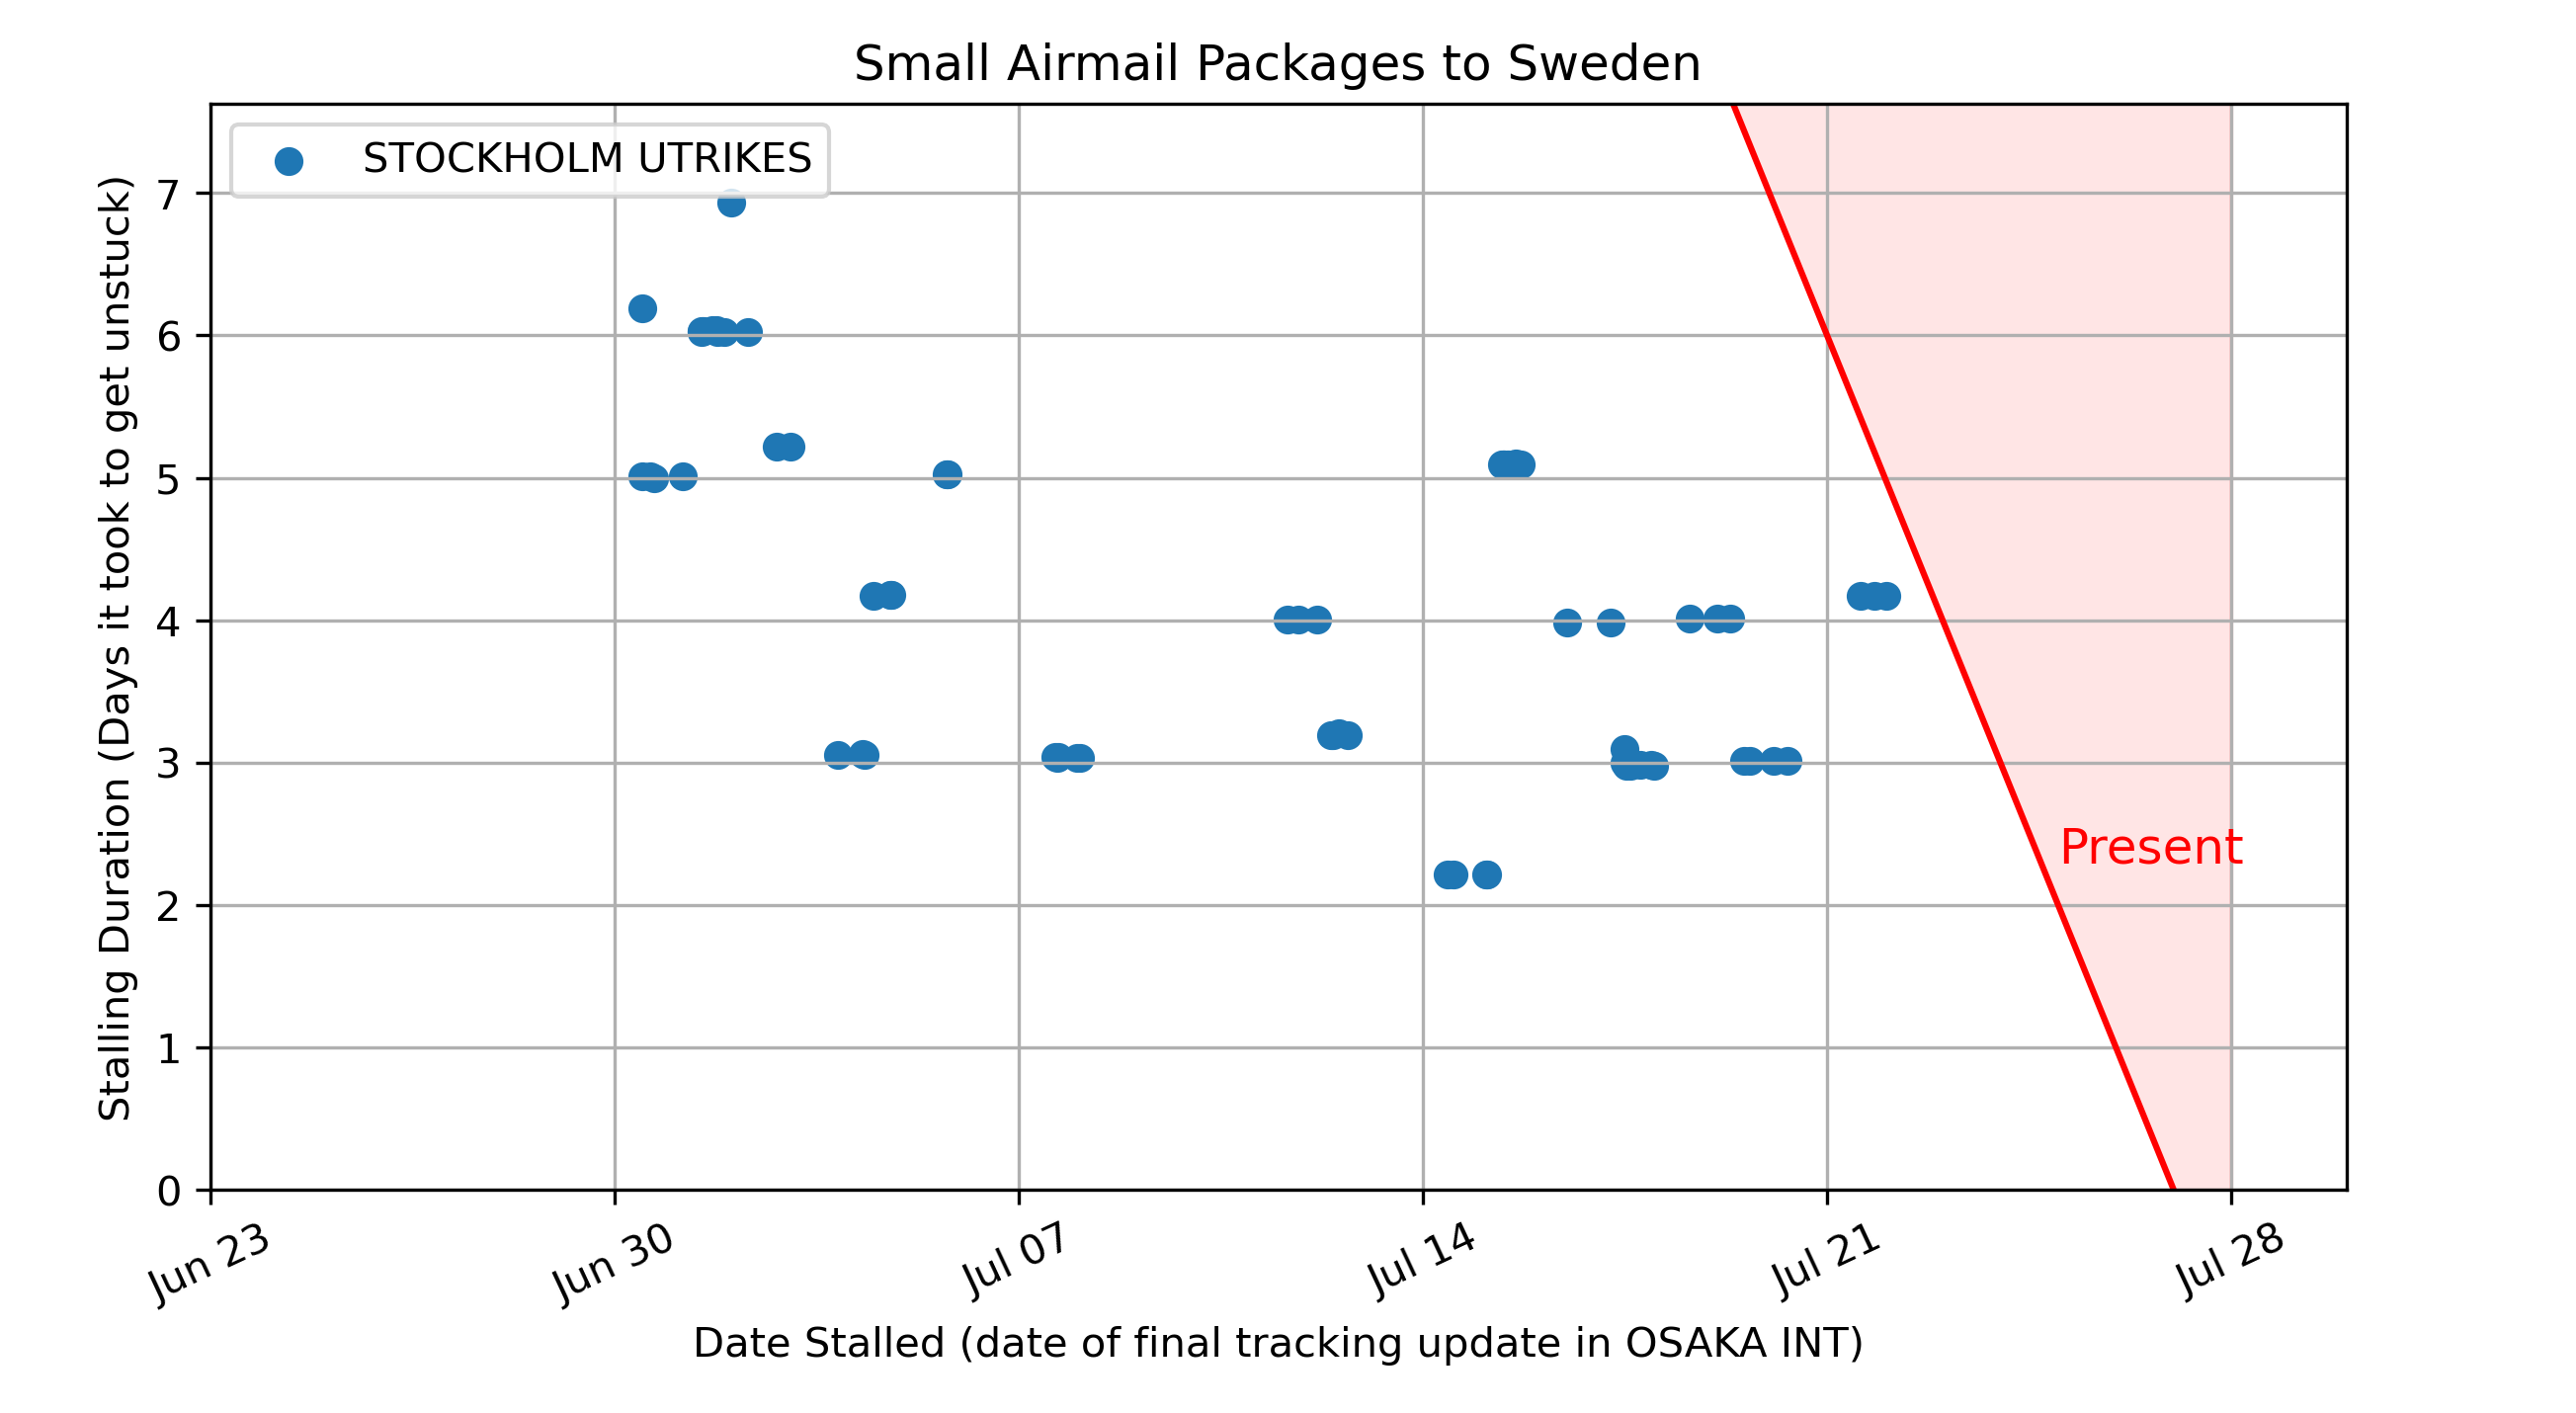 Small Airmail Packages to Sweden
STOCKHOLM UTRIKES
Stalling Duration (Days it took to get unstuck)
7
6
5
4
3
2
1
0
Present
Jun 23
Jun 30
Jul 07
Jul 14
Jul 21
Jul 28
Date Stalled (date of final tracking update in OSAKA INT)